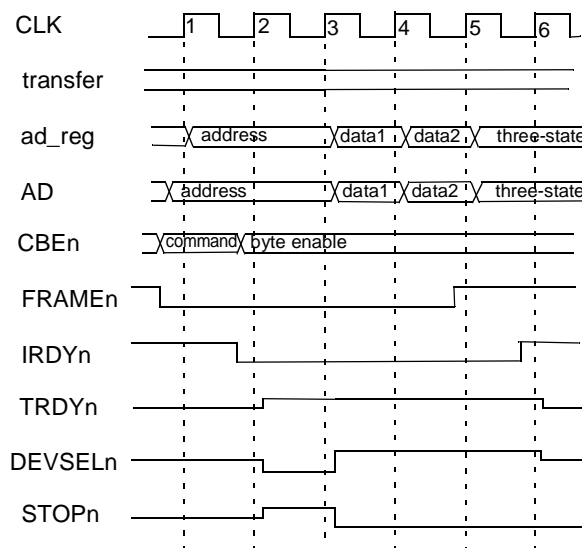 CLK 1 2 3 4 5 6
transfer
ad_reg address data1 data2 three-state
AD address data1 data2 three-state
CBEn command byte enable
FRAMEn
IRDYn
TRDYn
DEVSELn
STOPn